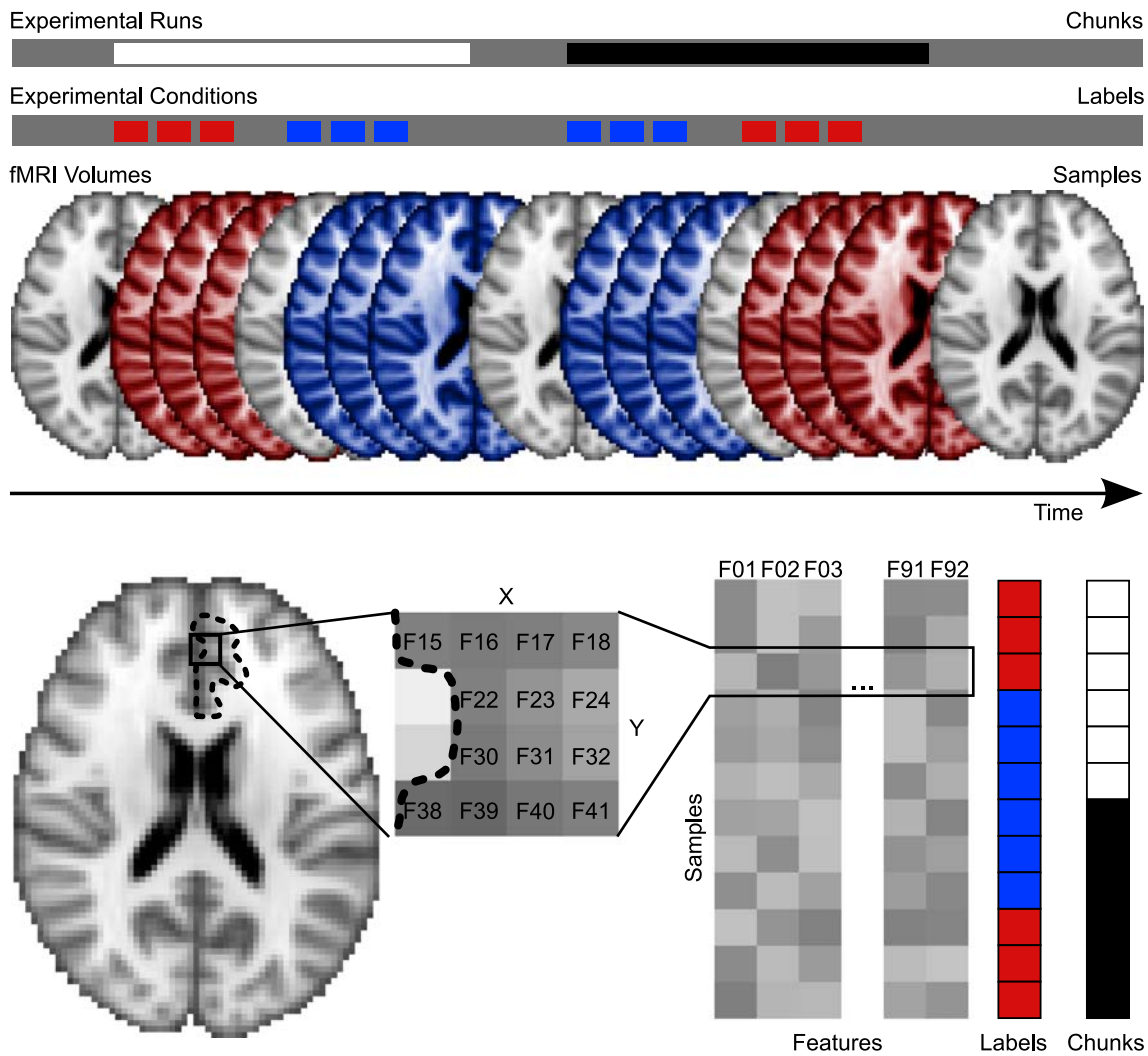 Experimental Runs
Chunks
Experimental Conditions
Labels
fMRI Volumes
Samples
Time
F01 F02 F03 F91 F92
X
F15 F16 F17 F18
F22 F23 F24
Y
F30 F31 F32
F38 F39 F40 F41
...
Samples
Features
Labels
Chunks